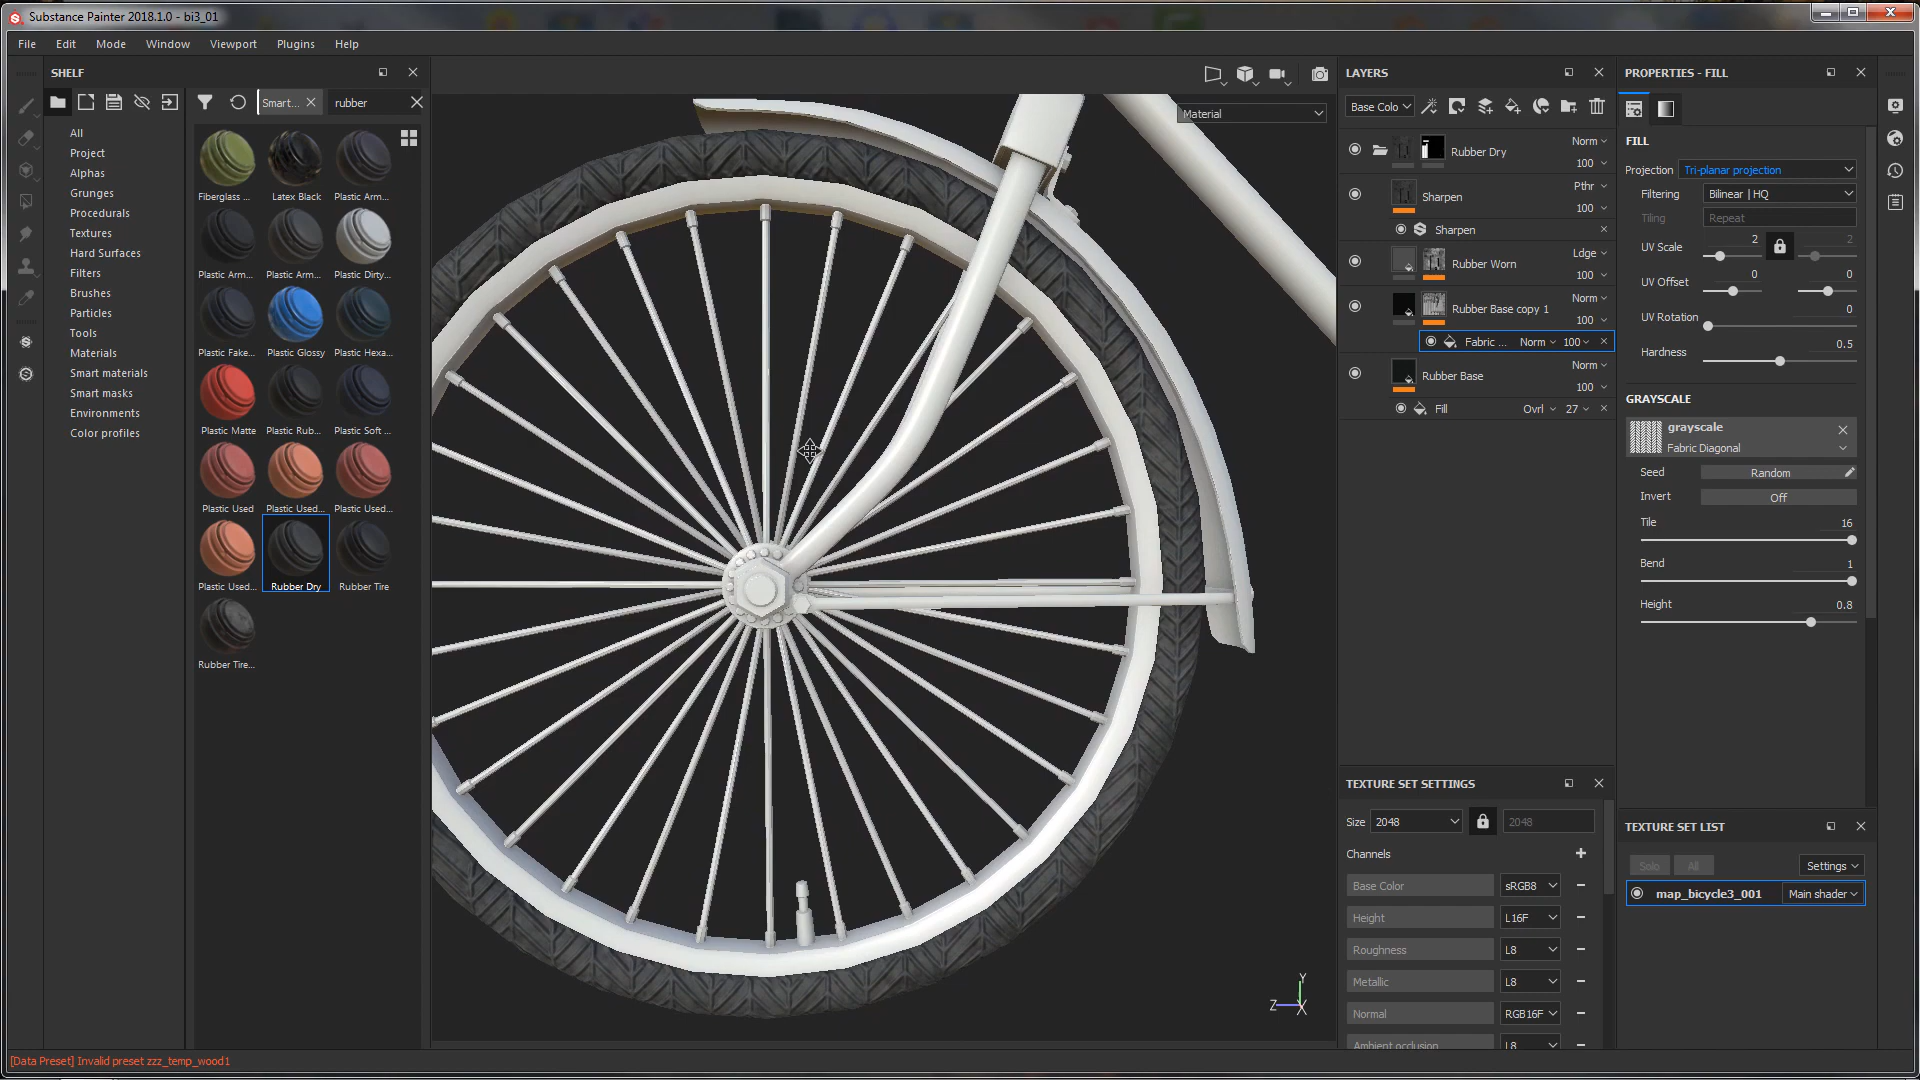 Substance Painter 2018.1.0 - bi3_01
File Edit Mode Window Viewport Plugins Help
SHELF
Smart... rubber
All
Project
Alphas
Grunges
Procedurals
Textures
Hard Surfaces
Filters
Brushes
Particles
Tools
Materials
Smart materials
Smart masks
Environments
Color profiles
Fiberglass ... Latex Black Plastic Arm...
Plastic Arm... Plastic Arm... Plastic Dirty...
Plastic Fake... Plastic Glossy Plastic Hexa...
Plastic Matte Plastic Rub... Plastic Soft ...
Plastic Used Plastic Used... Plastic Used...
Plastic Used... Rubber Dry Rubber Tire
Rubber Tire...
Material
Y
Z X
LAYERS
Base Colo
Rubber Dry Norm
100
Sharpen Pthr
100
Sharpen
Rubber Worn Ldge
100
Rubber Base copy 1 Norm
100
Fabric ... Norm 100
Rubber Base Norm
100
Fill Ovrl 27
TEXTURE SET SETTINGS
Size 2048 2048
Channels
Base Color sRGB8
Height L16F
Roughness L8
Metallic L8
Normal RGB16F
Ambient occlusion L8
PROPERTIES - FILL
FILL
Projection Tri-planar projection
Filtering Bilinear | HQ
Tiling Repeat
UV Scale 2 2
UV Offset 0 0
UV Rotation 0
Hardness 0.5
GRAYSCALE
grayscale
Fabric Diagonal
Seed Random
Invert Off
Tile 16
Bend 1
Height 0.8
TEXTURE SET LIST
Solo All Settings
map_bicycle3_001 Main shader
[Data Preset] Invalid preset zzz_temp_wood1